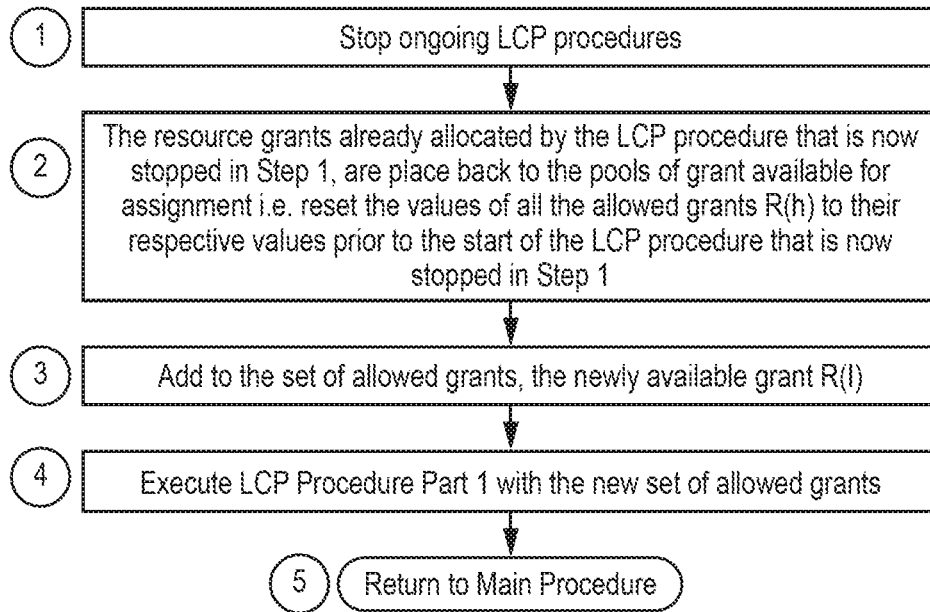 1 Stop ongoing LCP procedures
The resource grants already allocated by the LCP procedure that is now
stopped in Step 1, are place back to the pools of grant available for
2 assignment i.e. reset the values of all the allowed grants R(h) to their
respective values prior to the start of the LCP procedure that is now
stopped in Step 1
3 Add to the set of allowed grants, the newly available grant R(l)
4 Execute LCP Procedure Part 1 with the new set of allowed grants
5 Return to Main Procedure